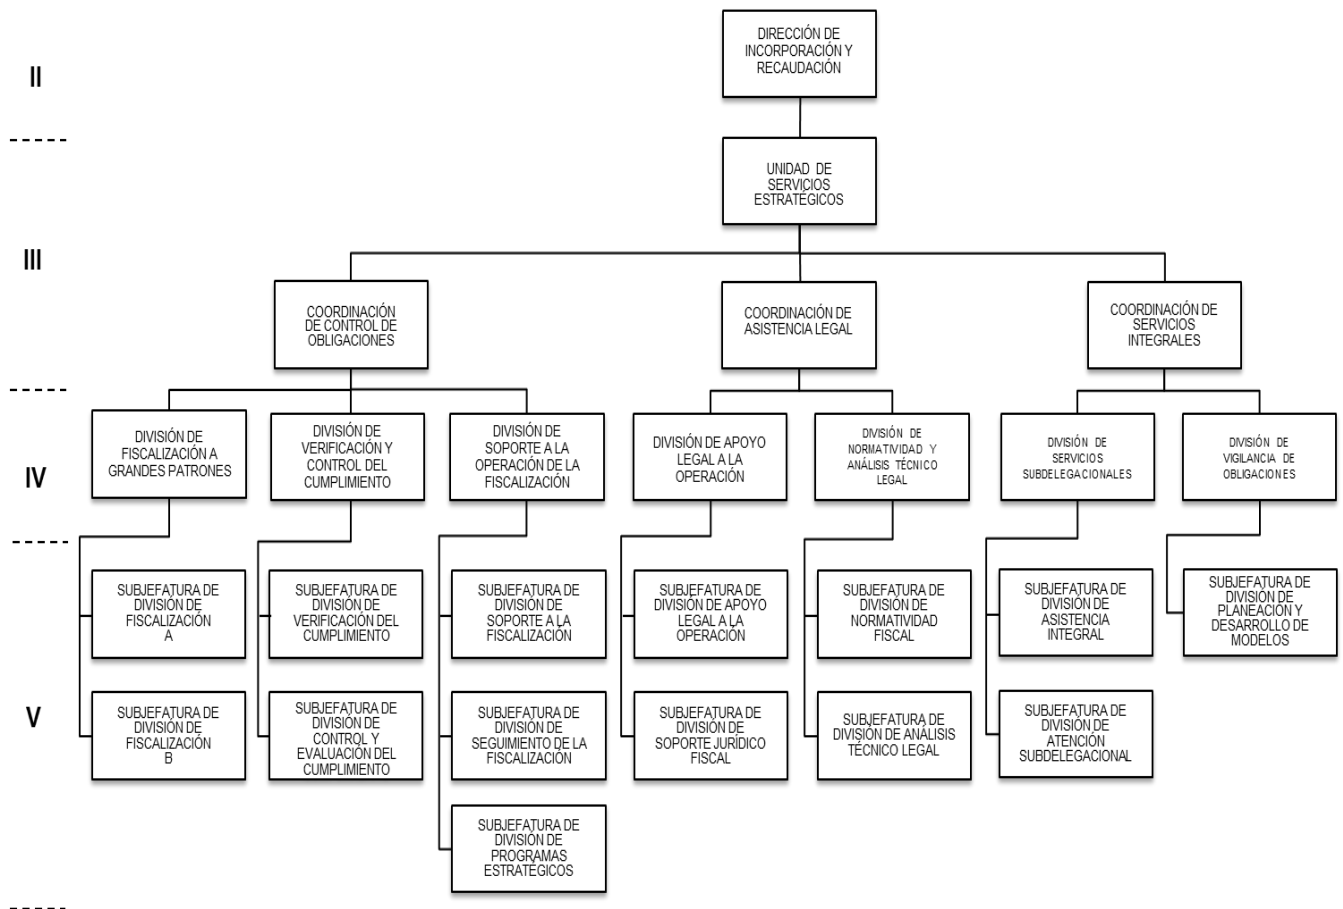 II
DIRECCIÓN DE
INCORPORACIÓN Y
RECAUDACIÓN
III
UNIDAD DE
SERVICIOS
ESTRATÉGICOS
COORDINACIÓN
DE CONTROL DE
OBLIGACIONES
COORDINACIÓN DE
ASISTENCIA LEGAL
COORDINACIÓN DE
SERVICIOS
INTEGRALES
IV
DIVISIÓN DE
FISCALIZACIÓN A
GRANDES PATRONES
DIVISIÓN DE
VERIFICACIÓN Y
CONTROL DEL
CUMPLIMIENTO
DIVISIÓN DE
SOPORTE A LA
OPERACIÓN DE LA
FISCALIZACIÓN
DIVISIÓN DE APOYO
LEGAL A LA
OPERACIÓN
DIVISIÓN DE
NORMATIVIDAD Y
ANÁLISIS TÉCNICO
LEGAL
DIVISIÓN DE
SERVICIOS
SUBDELEGACIONALES
DIVISIÓN DE
VIGILANCIA DE
OBLIGACIONES
V
SUBJEFATURA DE
DIVISIÓN DE
FISCALIZACIÓN
A
SUBJEFATURA DE
DIVISIÓN DE
VERIFICACIÓN DEL
CUMPLIMIENTO
SUBJEFATURA DE
DIVISIÓN DE
SOPORTE A LA
FISCALIZACIÓN
SUBJEFATURA DE
DIVISIÓN DE APOYO
LEGAL A LA
OPERACIÓN
SUBJEFATURA DE
DIVISIÓN DE
NORMATIVIDAD
FISCAL
SUBJEFATURA DE
DIVISIÓN DE
ASISTENCIA
INTEGRAL
SUBJEFATURA DE
DIVISIÓN DE
PLANEACIÓN Y
DESARROLLO DE
MODELOS
SUBJEFATURA DE
DIVISIÓN DE
FISCALIZACIÓN
B
SUBJEFATURA DE
DIVISIÓN DE
CONTROL Y
EVALUACIÓN DEL
CUMPLIMIENTO
SUBJEFATURA DE
DIVISIÓN DE
SEGUIMIENTO DE LA
FISCALIZACIÓN
SUBJEFATURA DE
DIVISIÓN DE
SOPORTE JURÍDICO
FISCAL
SUBJEFATURA DE
DIVISIÓN DE ANÁLISIS
TÉCNICO LEGAL
SUBJEFATURA DE
DIVISIÓN DE
ATENCIÓN
SUBDELEGACIONAL
SUBJEFATURA DE
DIVISIÓN DE
PROGRAMAS
ESTRATÉGICOS